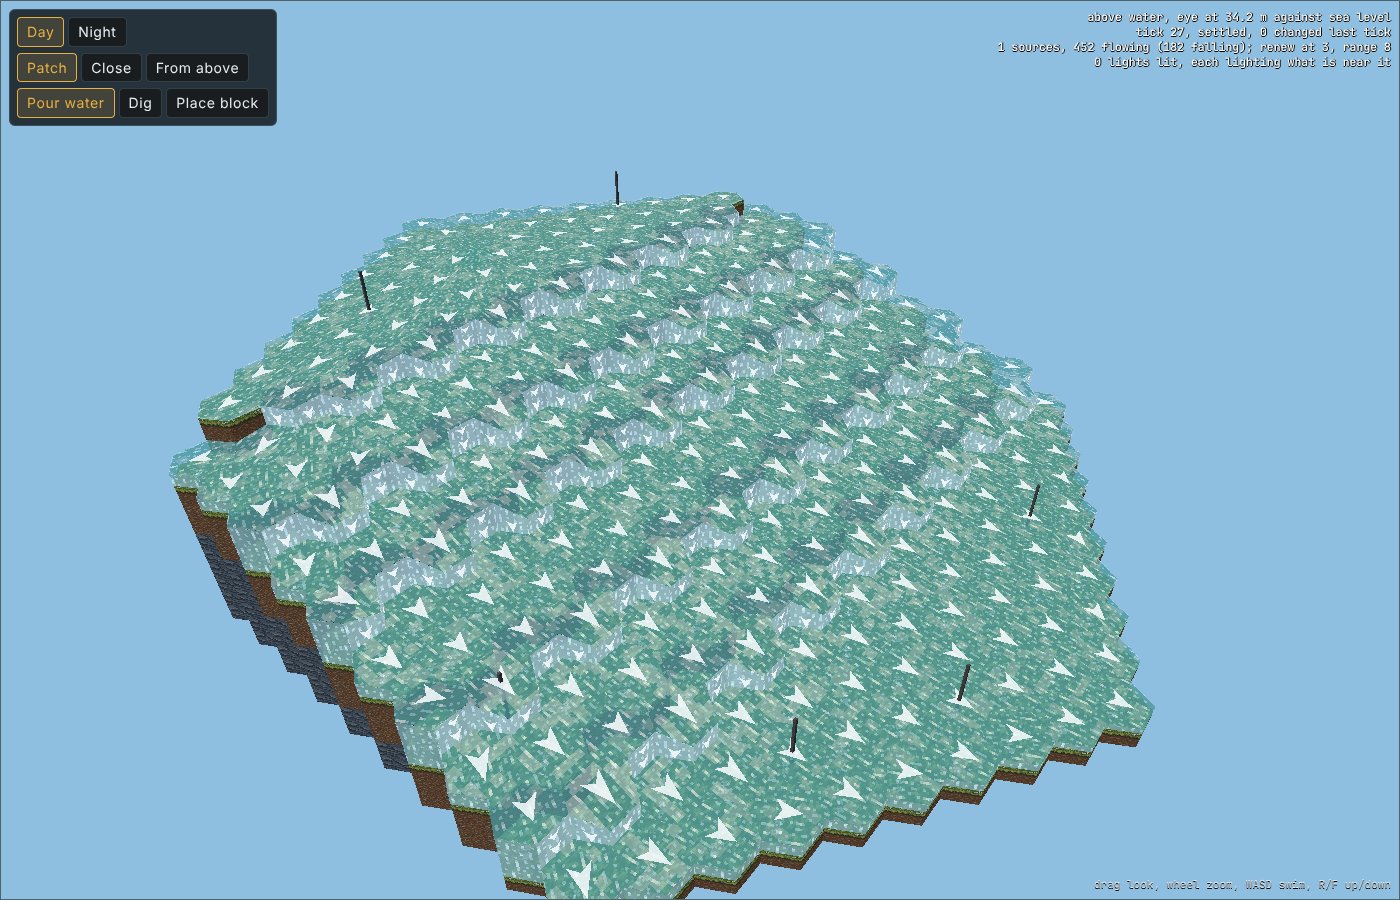 Day Night
Patch Close From above
Pour water Dig Place block
above water, eye at 34.2 m against sea level
tick 27, settled, 0 changed last tick
1 sources, 452 flowing (182 falling); renew at 3, range 8
0 lights lit, each lighting what is near it
drag look, wheel zoom, WASD swim, R/F up/down